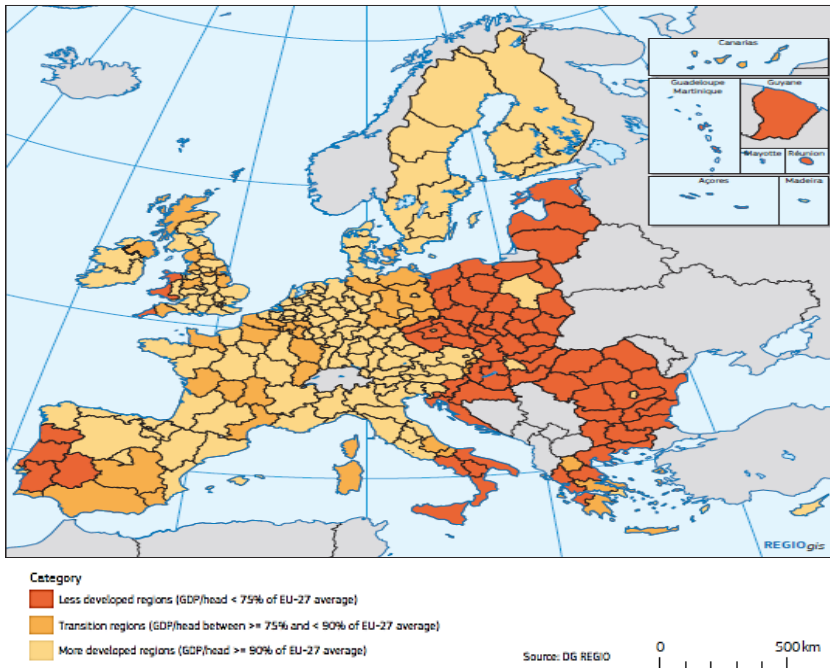 Canarias
Guadeloupe
Martinique
Guyane
Mayotte
Réunion
Açores
Madeira
REGIOgis
Category
Less developed regions (GDP/head < 75% of EU-27 average)
Transition regions (GDP/head between >= 75% and < 90% of EU-27 average)
More developed regions (GDP/head >= 90% of EU-27 average)
Source: DG REGIO
0 500 km